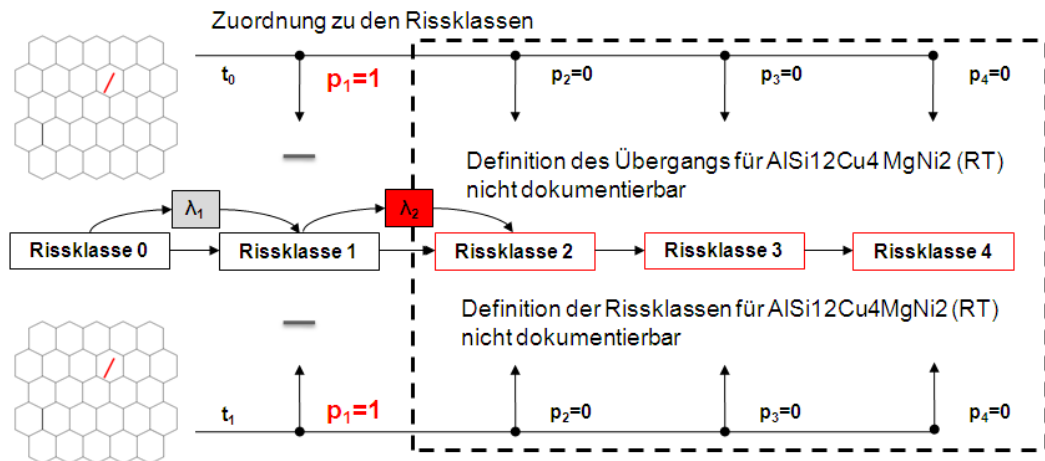 Zuordnung zu den Rissklassen
t0 p1=1 p2=0 p3=0 p4=0
Definition des Übergangs für AlSi12Cu4 MgNi2 (RT)
nicht dokumentierbar
λ1 λ2
Rissklasse 0 Rissklasse 1 Rissklasse 2 Rissklasse 3 Rissklasse 4
Definition der Rissklassen für AlSi12Cu4MgNi2 (RT)
nicht dokumentierbar
t1 p1=1 p2=0 p3=0 p4=0